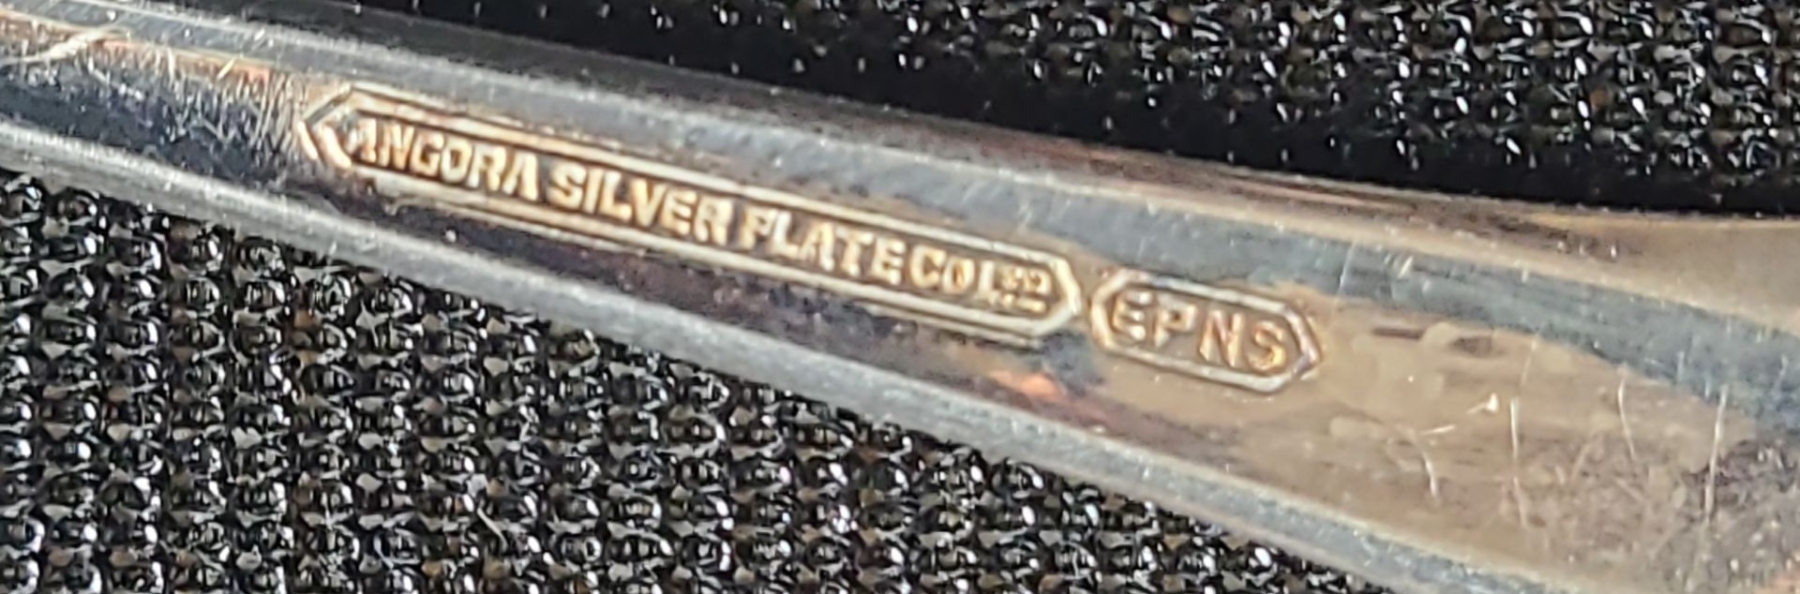 ANGORA SILVER PLATE CO LTD EPNS